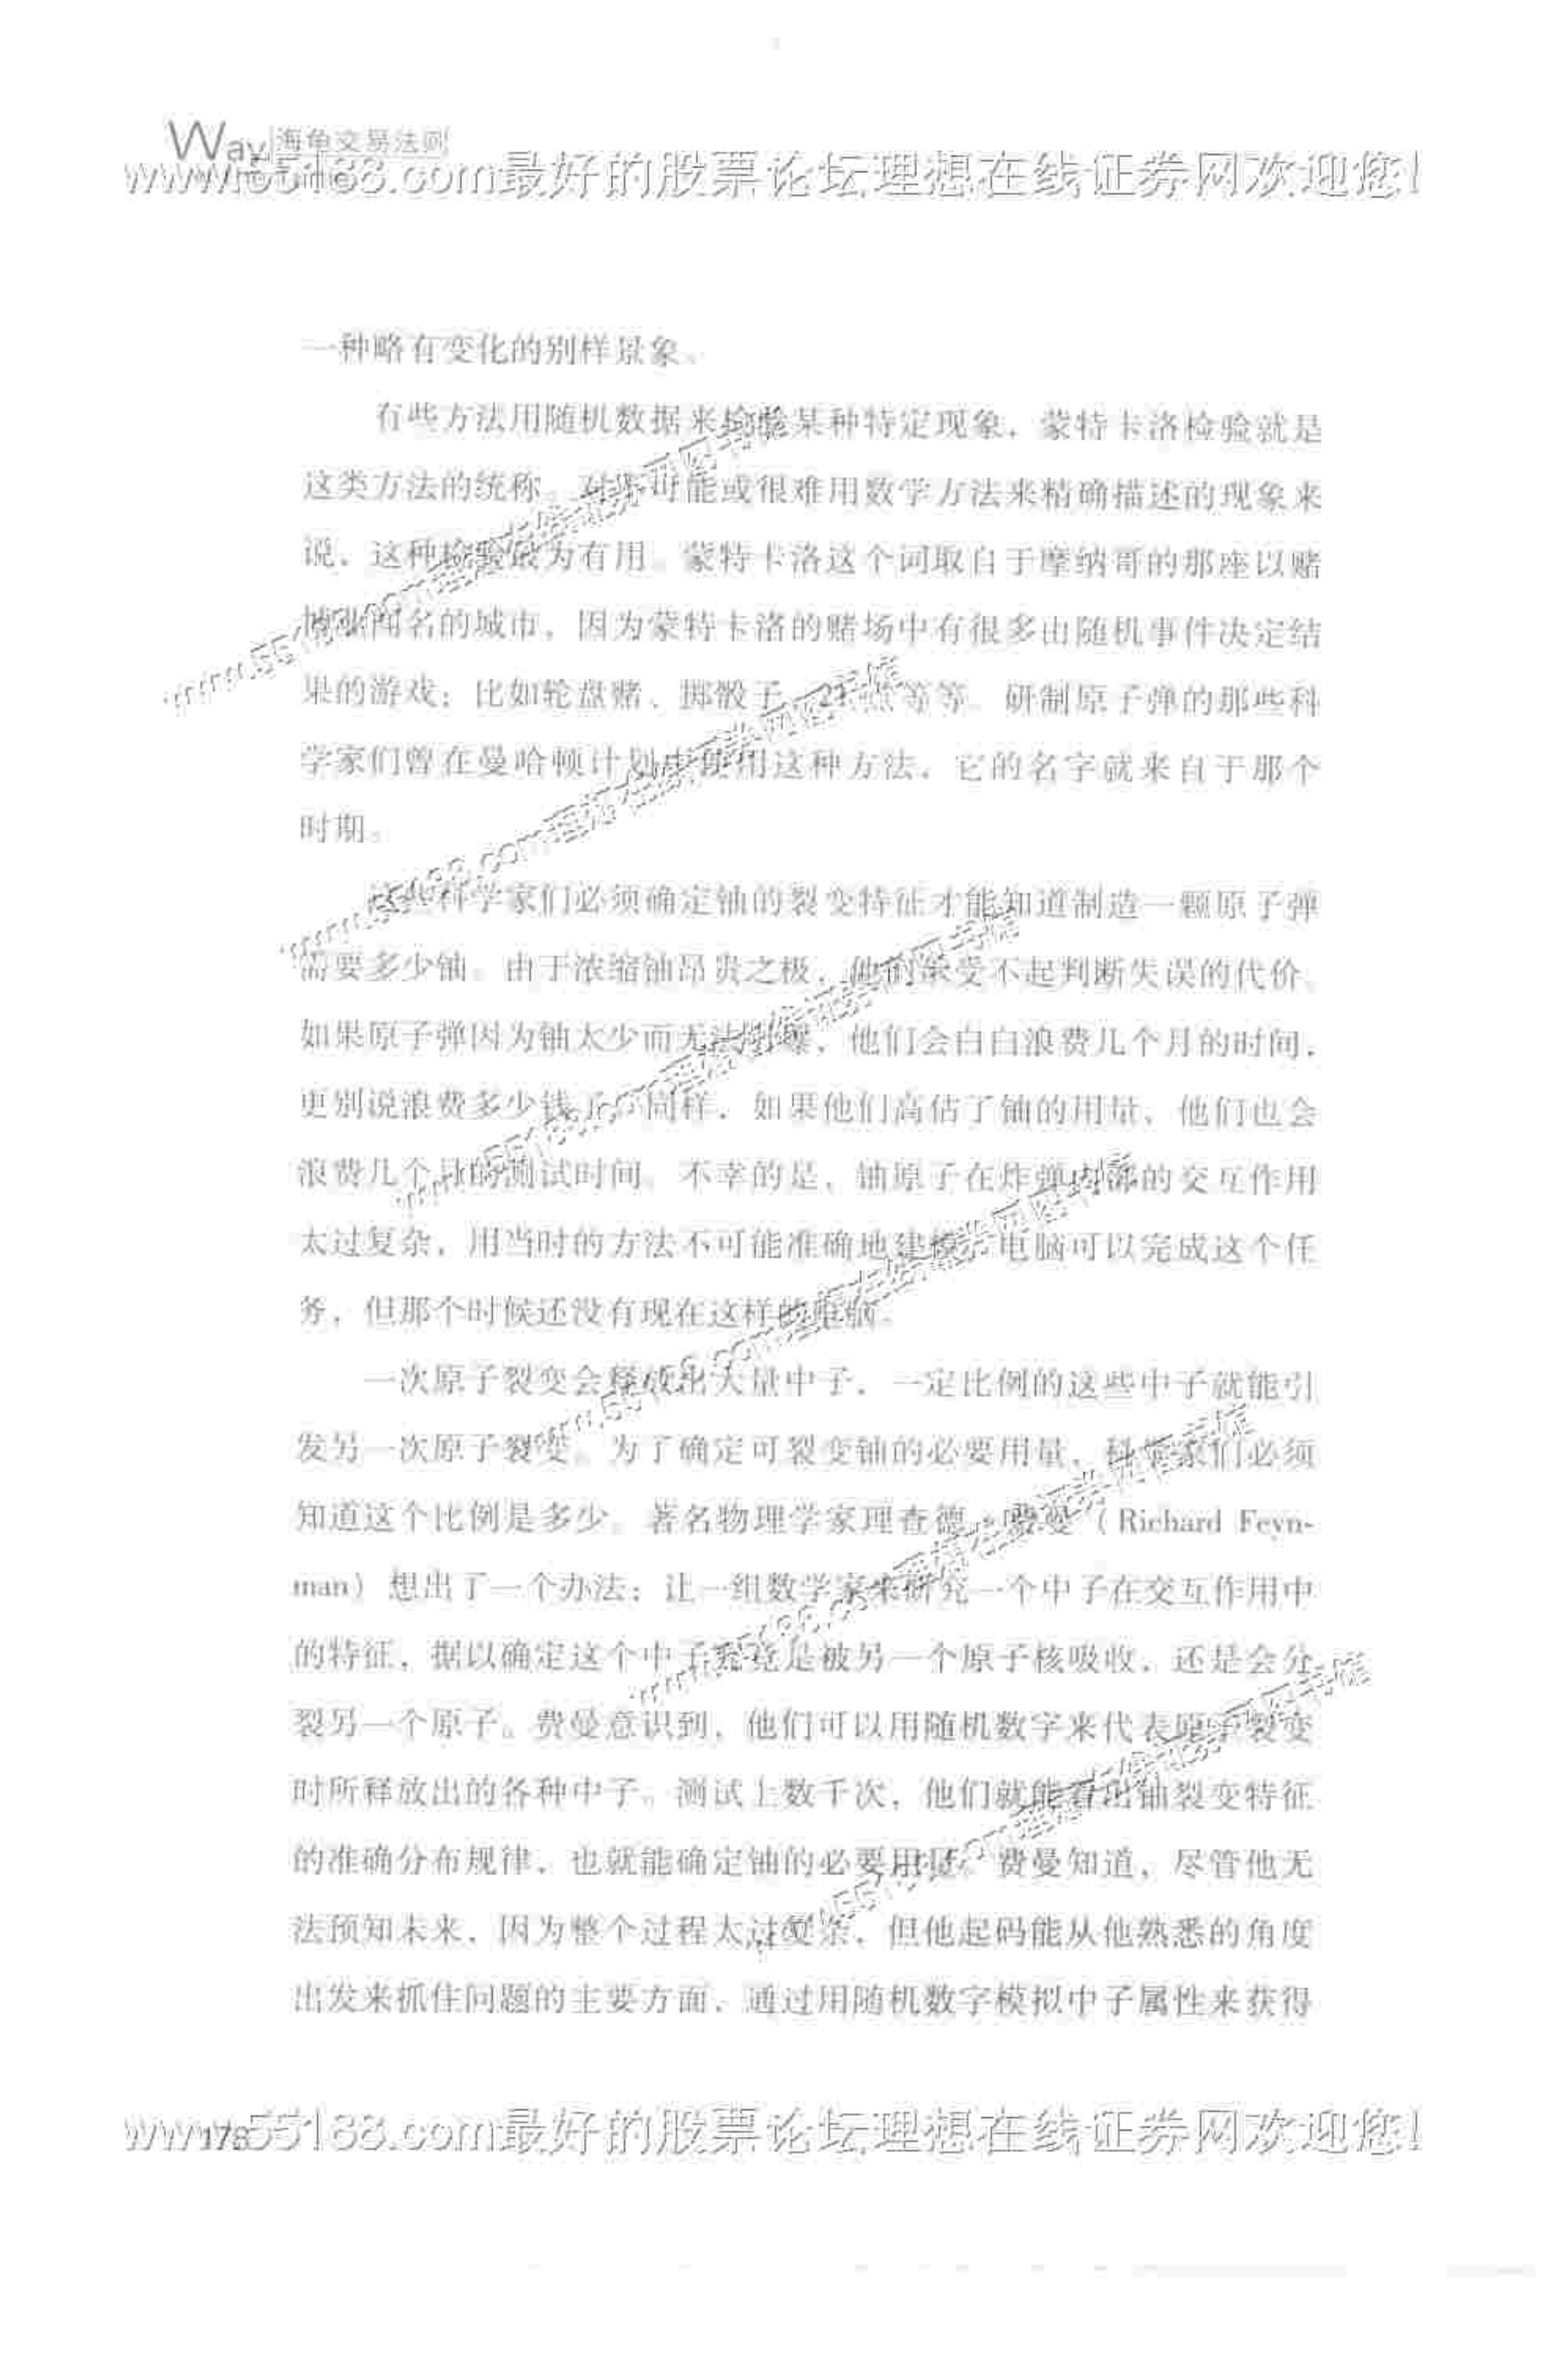 Way 海龟交易法则
www.55188.com最好的股票论坛理想在线证券网欢迎您!
一种略有变化的别样景象。
有些方法用随机数据来检验某种特定现象，蒙特卡洛检验就是
这类方法的统称。对不可能或很难用数学方法来精确描述的现象来
说，这种检验最为有用。蒙特卡洛这个词取自于摩纳哥的那座以赌
博业闻名的城市，因为蒙特卡洛的赌场中有很多由随机事件决定结
果的游戏：比如轮盘赌、掷骰子、21点等等。研制原子弹的那些科
学家们曾在曼哈顿计划中使用这种方法，它的名字就来自于那个
时期。
这些科学家们必须确定铀的裂变特征才能知道制造一颗原子弹
需要多少铀。由于浓缩铀昂贵之极，他们承受不起判断失误的代价。
如果原子弹因为铀太少而无法引爆，他们会白白浪费几个月的时间，
更别说浪费多少钱了。同样，如果他们高估了铀的用量，他们也会
浪费几个月的测试时间。不幸的是，铀原子在炸弹内部的交互作用
太过复杂，用当时的方法不可能准确地建模。电脑可以完成这个任
务，但那个时候还没有现在这样的电脑。
一次原子裂变会释放出大量中子，一定比例的这些中子就能引
发另一次原子裂变。为了确定可裂变铀的必要用量，科学家们必须
知道这个比例是多少。著名物理学家理查德·费曼（Richard Feyn-
man）想出了一个办法：让一组数学家来研究一个中子在交互作用中
的特征，据以确定这个中子究竟是被另一个原子核吸收，还是会分
裂另一个原子。费曼意识到，他们可以用随机数字来代表原子裂变
时所释放出的各种中子。测试上数千次，他们就能看出铀裂变特征
的准确分布规律，也就能确定铀的必要用量。费曼知道，尽管他无
法预知未来，因为整个过程太过复杂，但他起码能从他熟悉的角度
出发来抓住问题的主要方面，通过用随机数字模拟中子属性来获得
178
www.55188.com最好的股票论坛理想在线证券网欢迎您!